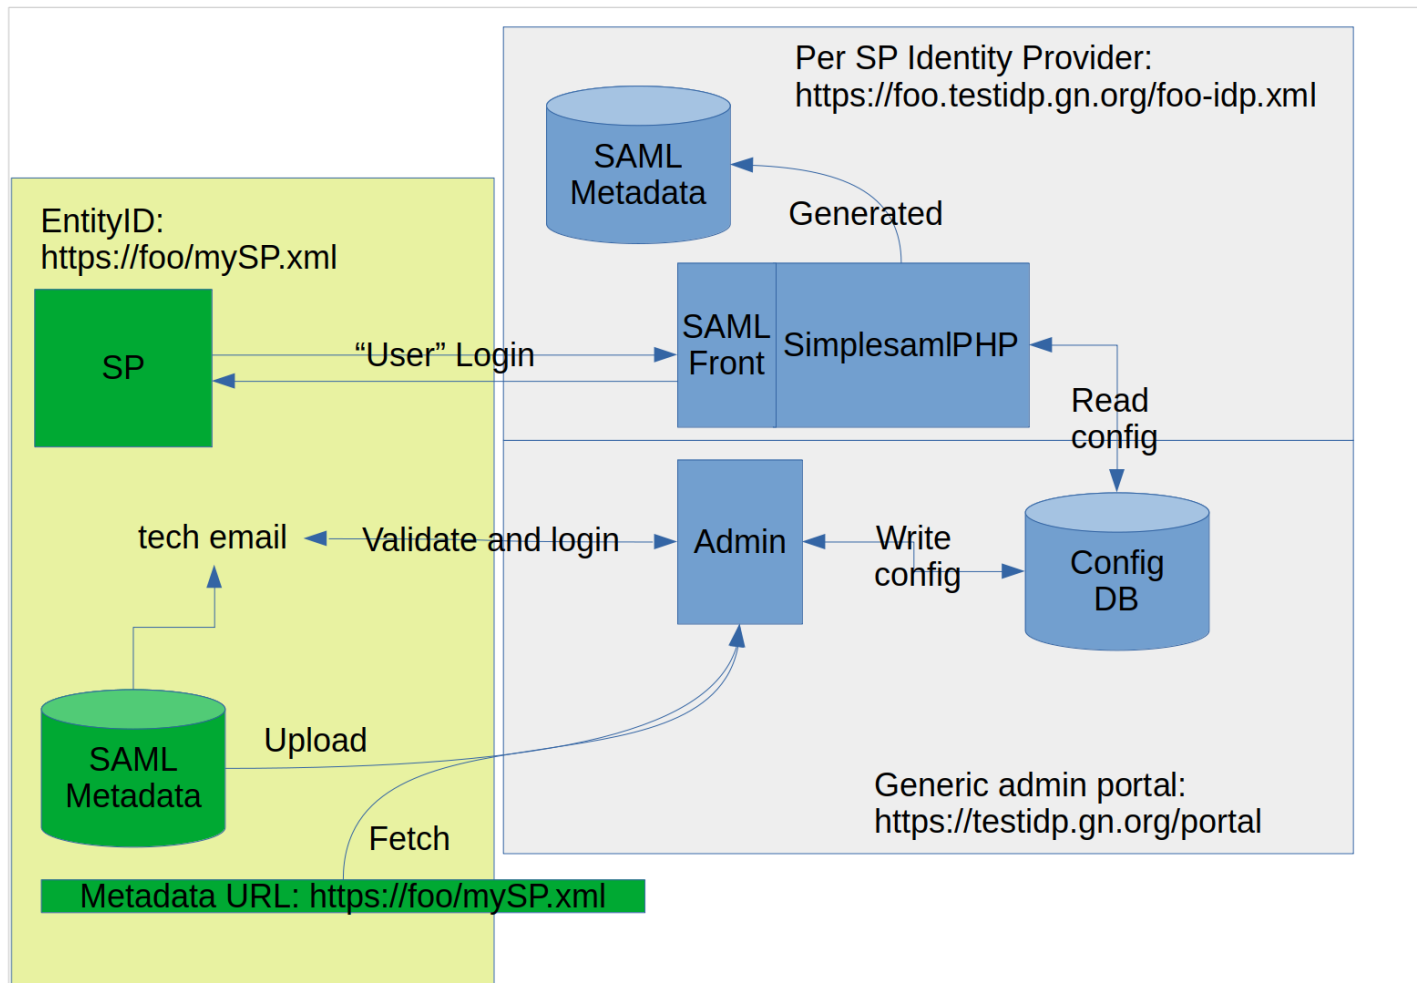 Per SP Identity Provider:
https://foo.testidp.gn.org/foo-idp.xml
SAML
Metadata
Generated
EntityID:
https://foo/mySP.xml
SP
“User” Login
SAML
Front
SimplesamlPHP
Read
config
tech email
Validate and login
Admin
Write
config
Config
DB
SAML
Metadata
Upload
Fetch
Generic admin portal:
https://testidp.gn.org/portal
Metadata URL: https://foo/mySP.xml